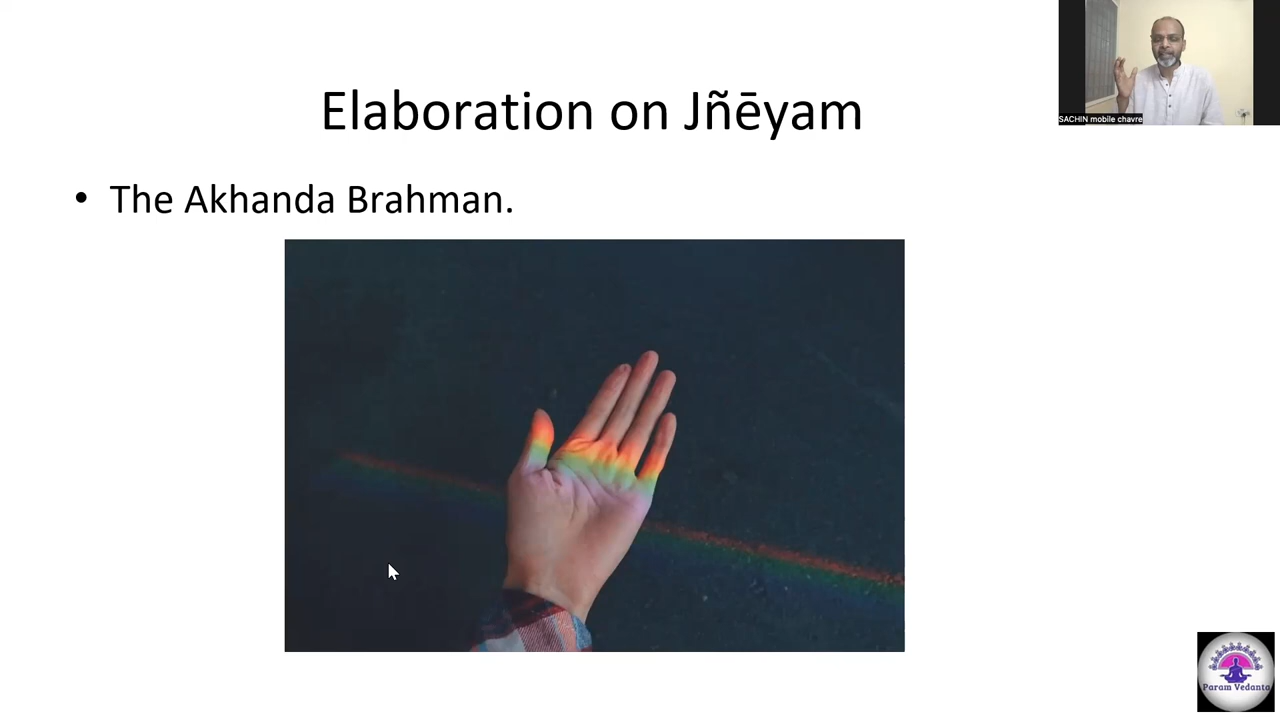 Elaboration on Jñēyam
SACHIN mobile chavre
• The Akhanda Brahman.
Param Vedanta